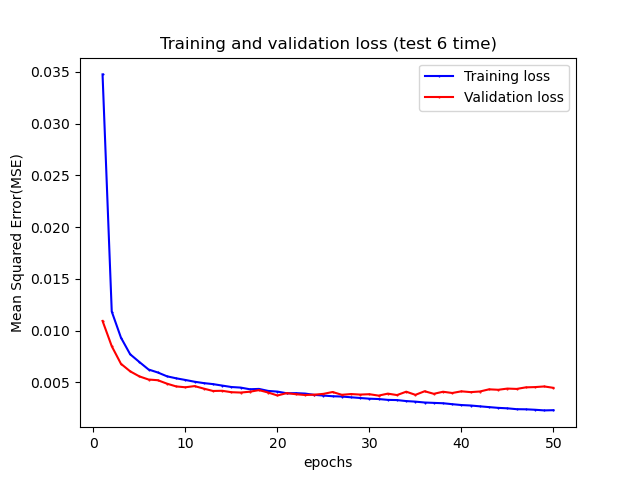 Training and validation loss (test 6 time)
Training loss
Validation loss
Mean Squared Error(MSE)
0.035
0.030
0.025
0.020
0.015
0.010
0.005
0 10 20 30 40 50
epochs